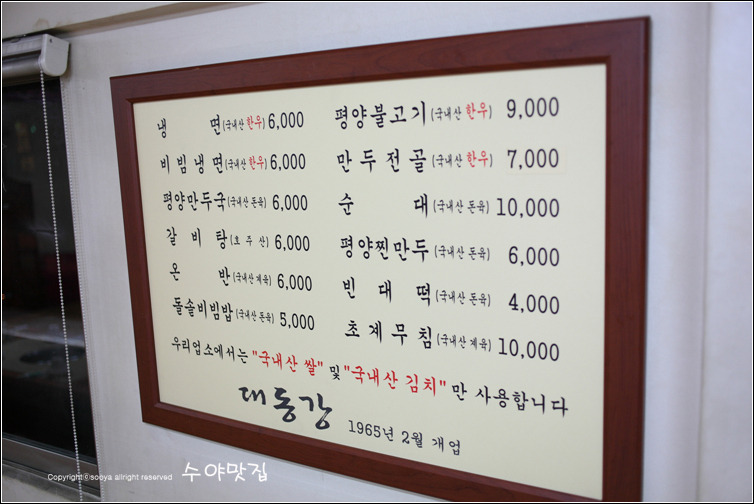 냉 면(국내산 한우) 6,000
비빔냉면(국내산 한우) 6,000
평양만두국(국내산 돈육) 6,000
갈비탕(호주산) 6,000
온 반(국내산 계육) 6,000
돌솔비빔밥(국내산 돈육) 5,000
평양불고기(국내산 한우) 9,000
만두전골(국내산 한우) 7,000
순 대(국내산 돈육) 10,000
평양찐만두(국내산 돈육) 6,000
빈대떡(국내산 돈육) 4,000
초계무침(국내산 계육) 10,000
우리업소에서는 "국내산 쌀" 및 "국내산 김치" 만 사용합니다
대동강 1965년 2월 개업
Copyright ⓒsooya allright reserved 수야맛집